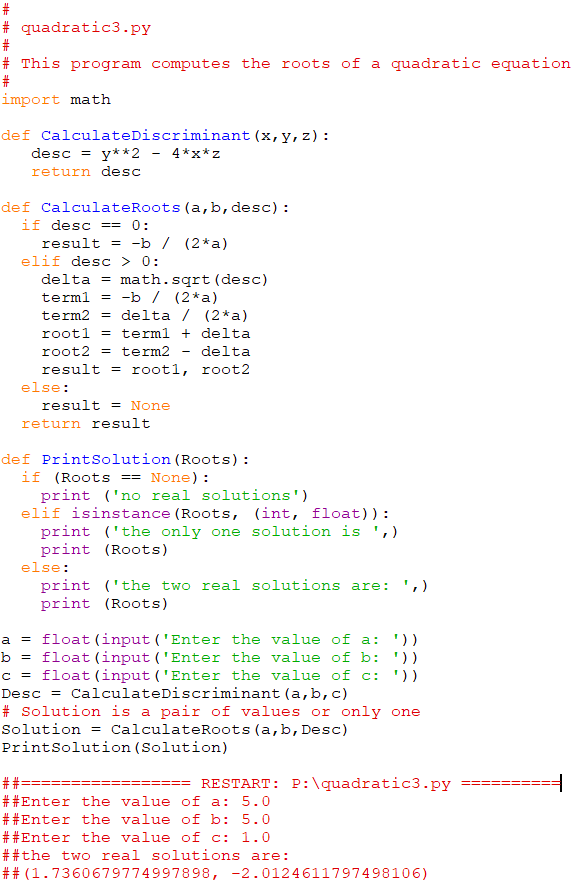 #
# quadratic3.py
#
# This program computes the roots of a quadratic equation
#
import math

def CalculateDiscriminant(x,y,z):
   desc = y**2 - 4*x*z
   return desc

def CalculateRoots(a,b,desc):
  if desc == 0:
    result = -b / (2*a)
  elif desc > 0:
    delta = math.sqrt(desc)
    term1 = -b / (2*a)
    term2 = delta / (2*a)
    root1 = term1 + delta
    root2 = term2 - delta
    result = root1, root2
  else:
    result = None
  return result

def PrintSolution(Roots):
  if (Roots == None):
    print ('no real solutions')
  elif isinstance(Roots, (int, float)):
    print ('the only one solution is ',)
    print (Roots)
  else:
    print ('the two real solutions are: ',)
    print (Roots)

a = float(input('Enter the value of a: '))
b = float(input('Enter the value of b: '))
c = float(input('Enter the value of c: '))
Desc = CalculateDiscriminant(a,b,c)
# Solution is a pair of values or only one
Solution = CalculateRoots(a,b,Desc)
PrintSolution(Solution)

##================= RESTART: P:\quadratic3.py ==========
##Enter the value of a: 5.0
##Enter the value of b: 5.0
##Enter the value of c: 1.0
##the two real solutions are:
##(1.7360679774997898, -2.0124611797498106)